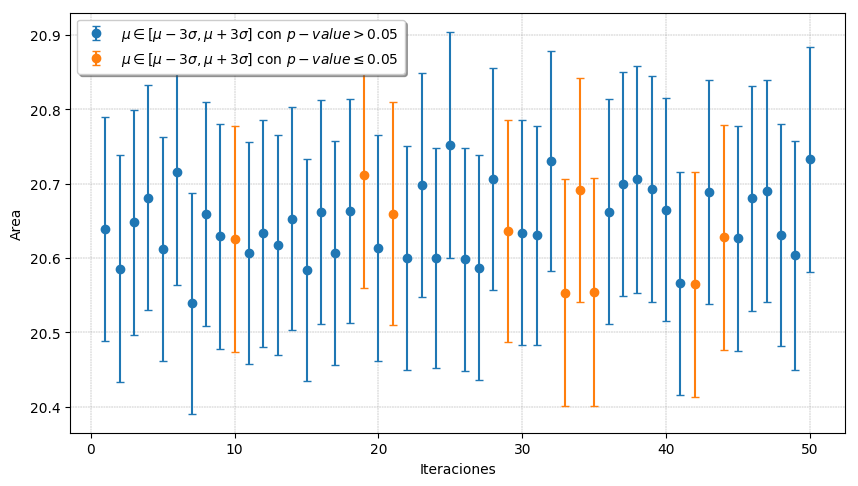 μ ∈ [μ − 3σ, μ + 3σ] con p − value > 0.05
μ ∈ [μ − 3σ, μ + 3σ] con p − value ≤ 0.05
20.9
20.8
20.7
20.6
20.5
20.4
Area
0 10 20 30 40 50
Iteraciones